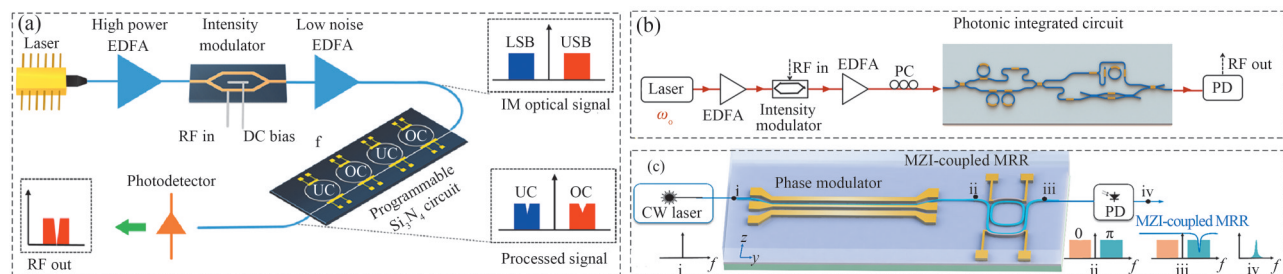 (a)
Laser
High power
EDFA
Intensity
modulator
Low noise
EDFA
LSB
USB
IM optical signal
RF in
DC bias
f
UC
OC
UC
OC
Programmable
Si3N4 circuit
Photodetector
RF out
UC
OC
Processed signal
(b)
Photonic integrated circuit
Laser
ωo
EDFA
RF in
Intensity
modulator
EDFA
PC
RF out
PD
(c)
MZI-coupled MRR
Phase modulator
CW laser
i
ii
iii
iv
PD
z
y
i
f
0
π
ii
f
MZI-coupled MRR
iii
f
iv
f